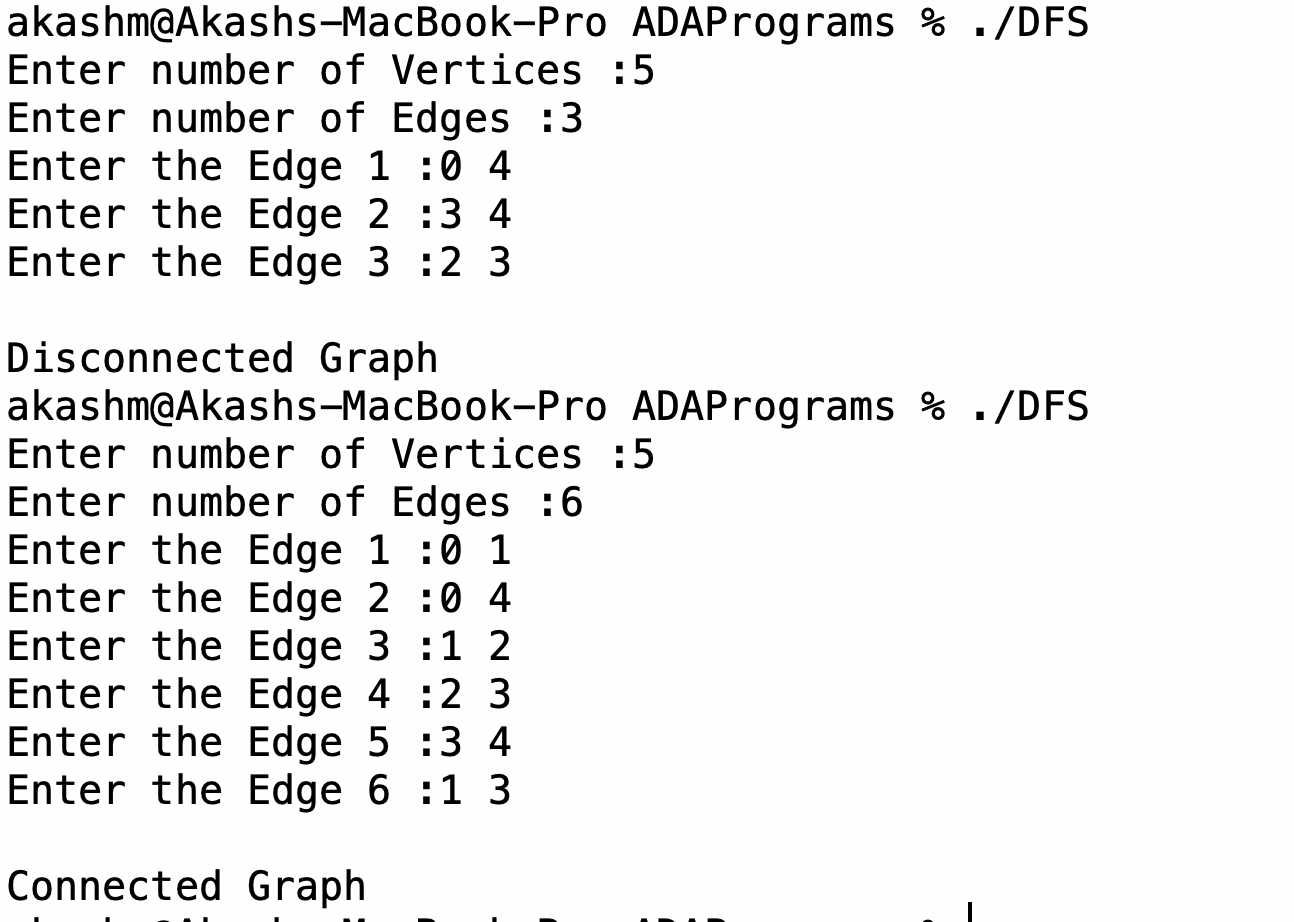 akashm@Akashs-MacBook-Pro ADAPrograms % ./DFS
Enter number of Vertices :5
Enter number of Edges :3
Enter the Edge 1 :0 4
Enter the Edge 2 :3 4
Enter the Edge 3 :2 3
Disconnected Graph
akashm@Akashs-MacBook-Pro ADAPrograms % ./DFS
Enter number of Vertices :5
Enter number of Edges :6
Enter the Edge 1 :0 1
Enter the Edge 2 :0 4
Enter the Edge 3 :1 2
Enter the Edge 4 :2 3
Enter the Edge 5 :3 4
Enter the Edge 6 :1 3
Connected Graph